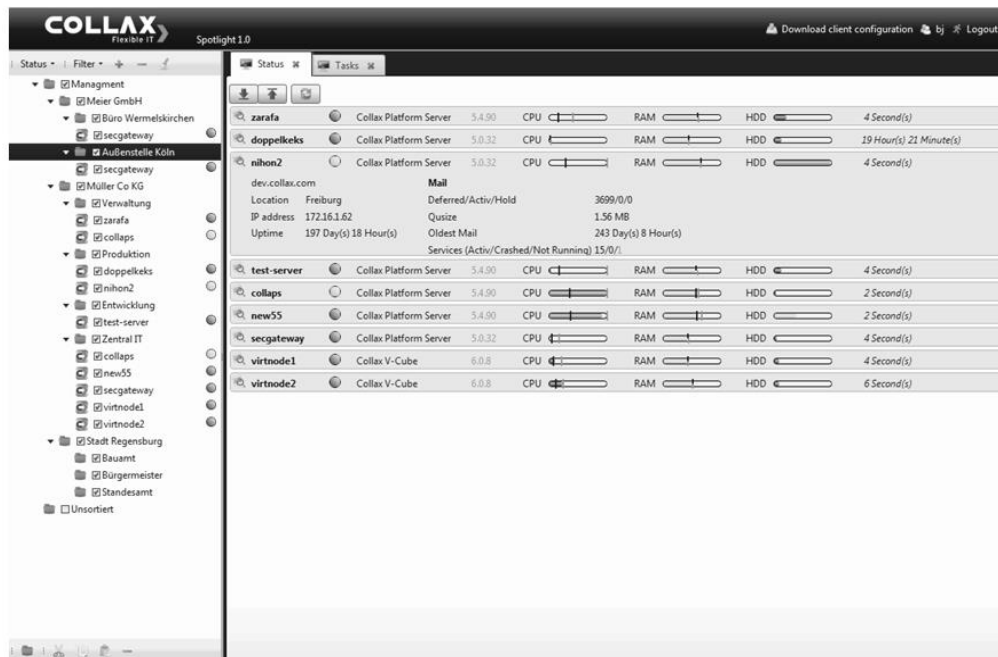 COLLAX
Flexible IT
Spotlight 1.0
Download client configuration bj Logout
Status Filter
Managment
Meier GmbH
Büro Wermelskirchen
secgateway
Außenstelle Köln
secgateway
Müller Co KG
Verwaltung
zarafa
collaps
Produktion
doppelkeks
nihon2
Entwicklung
test-server
Zentral IT
collaps
new55
secgateway
virtnode1
virtnode2
Stadt Regensburg
Bauamt
Bürgermeister
Standesamt
Unsortiert
Status Tasks
zarafa Collax Platform Server 5.4.90 CPU RAM HDD 4 Second(s)
doppelkeks Collax Platform Server 5.0.32 CPU RAM HDD 19 Hour(s) 21 Minute(s)
nihon2 Collax Platform Server 5.0.32 CPU RAM HDD 4 Second(s)
dev.collax.com Mail
Location Freiburg Deferred/Activ/Hold 3699/0/0
IP address 172.16.1.62 Qusize 1.56 MB
Uptime 197 Day(s) 18 Hour(s) Oldest Mail 243 Day(s) 8 Hour(s)
Services (Activ/Crashed/Not Running) 15/0/1
test-server Collax Platform Server 5.4.90 CPU RAM HDD 4 Second(s)
collaps Collax Platform Server 5.4.90 CPU RAM HDD 2 Second(s)
new55 Collax Platform Server 5.4.90 CPU RAM HDD 2 Second(s)
secgateway Collax Platform Server 5.0.32 CPU RAM HDD 4 Second(s)
virtnode1 Collax V-Cube 6.0.8 CPU RAM HDD 4 Second(s)
virtnode2 Collax V-Cube 6.0.8 CPU RAM HDD 6 Second(s)